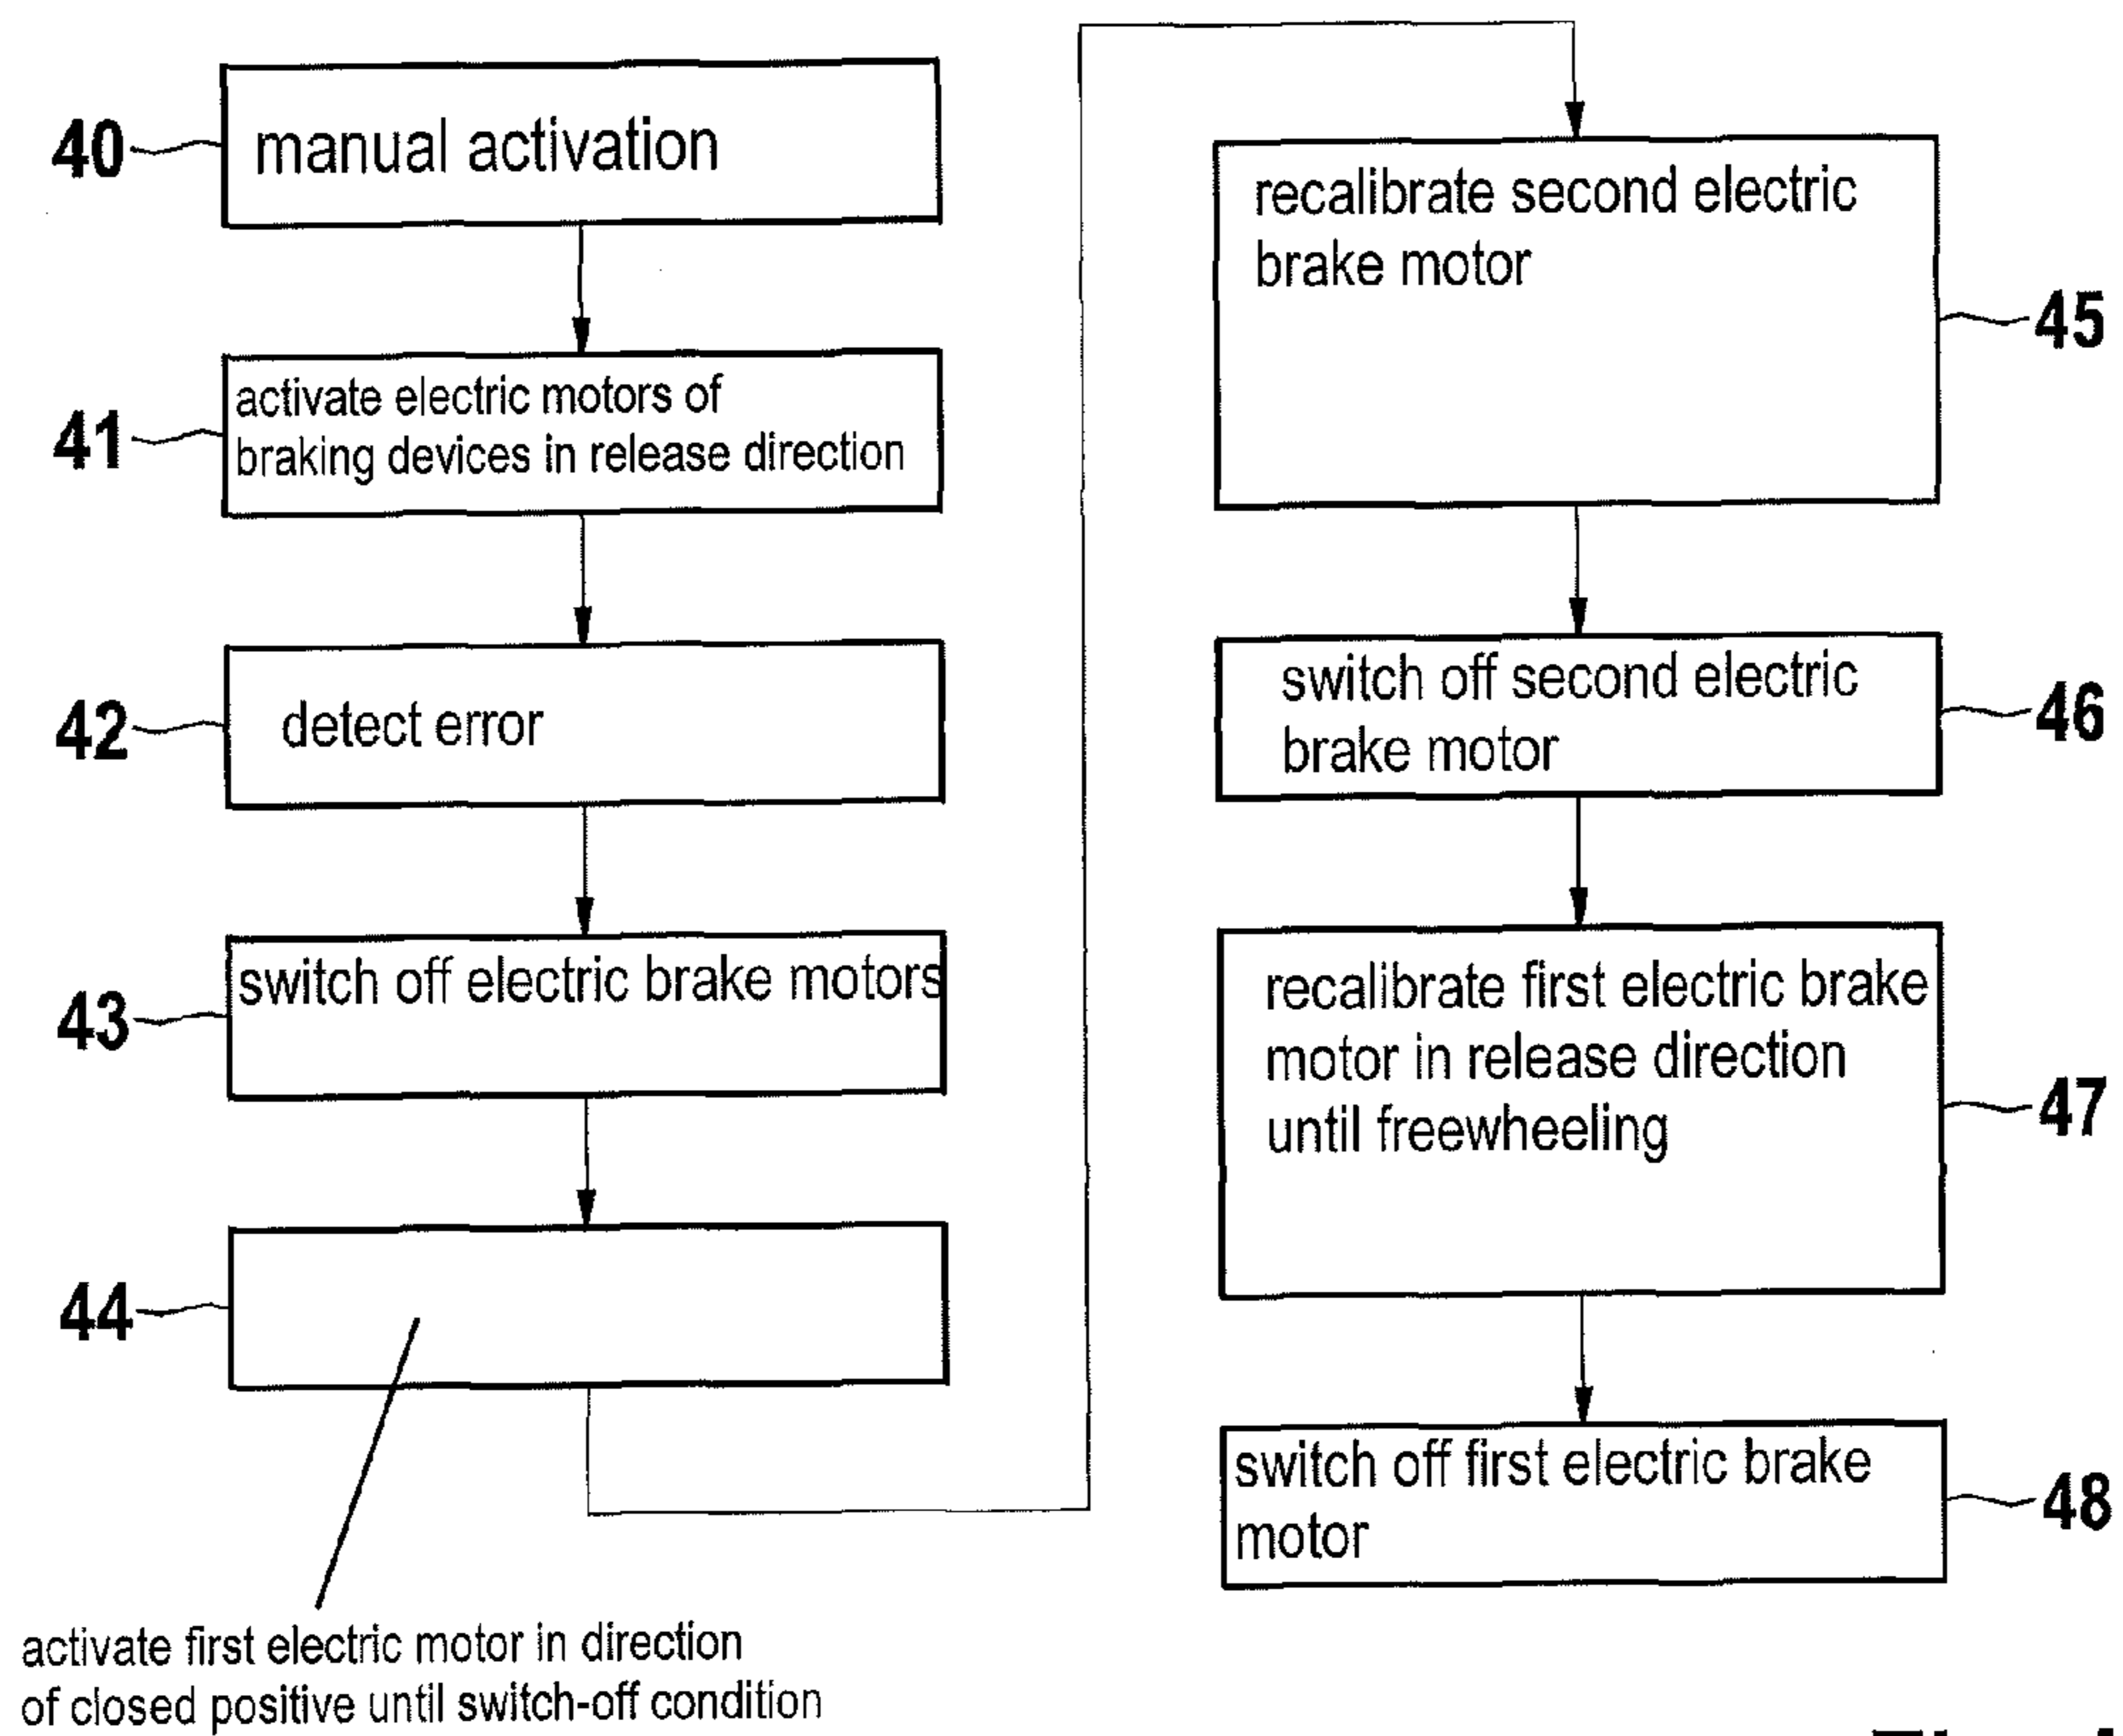 40
manual activation
41
activate electric motors of
braking devices in release direction
42
detect error
43
switch off electric brake motors
44
activate first electric motor in direction
of closed positive until switch-off condition
recalibrate second electric
brake motor
45
switch off second electric
brake motor
46
recalibrate first electric brake
motor in release direction
until freewheeling
47
switch off first electric brake
motor
48